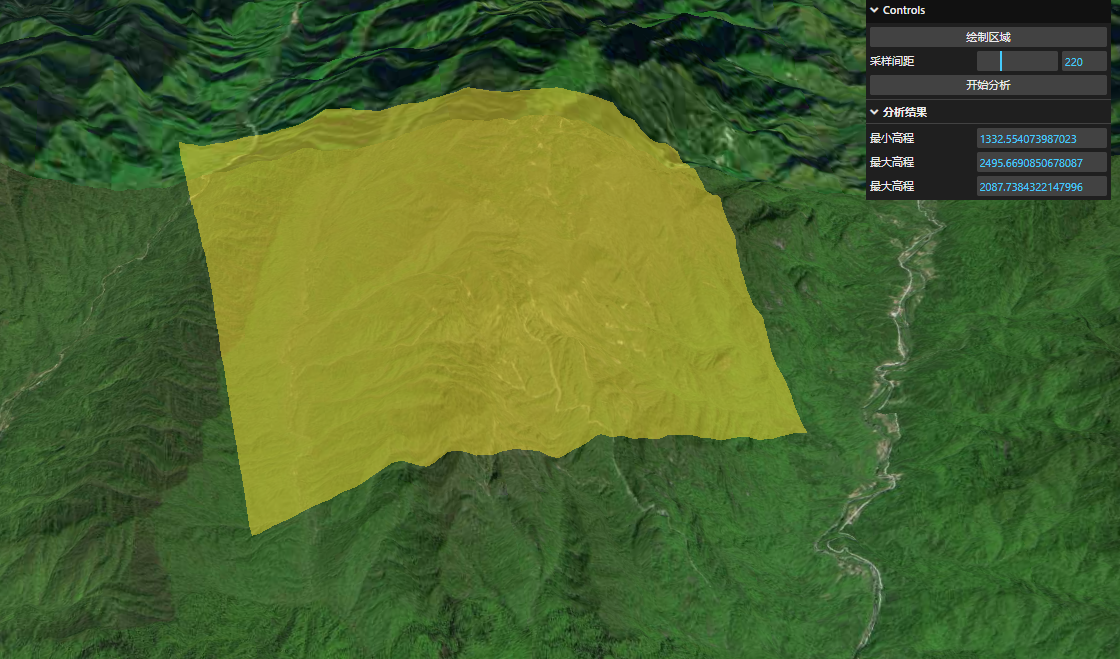 Controls
绘制区域
采样间距 220
开始分析
分析结果
最小高程 1332.554073987023
最大高程 2495.6690850678087
最大高程 2087.7384322147996